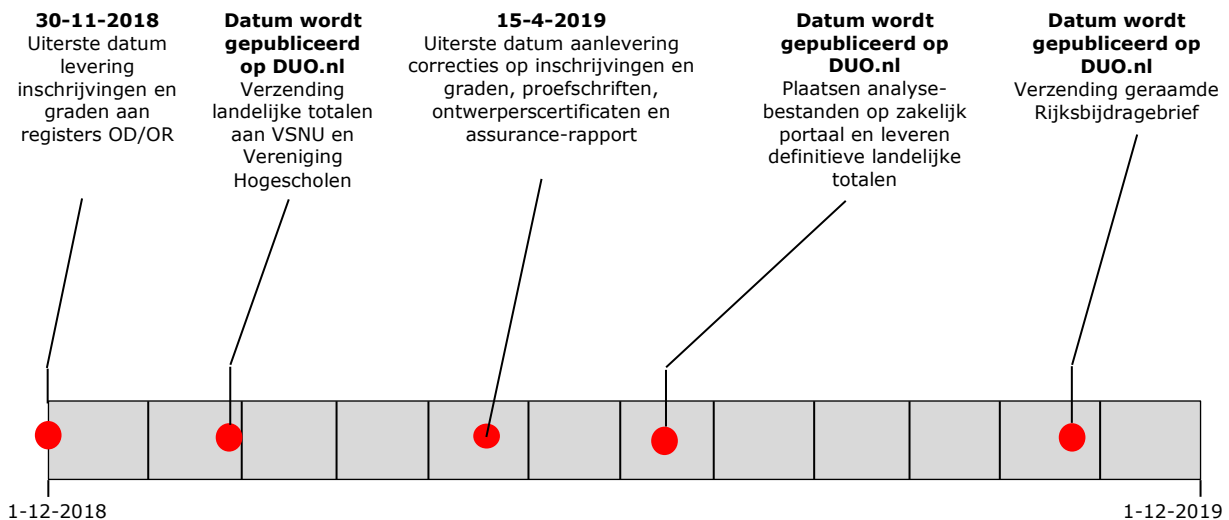 30-11-2018
Uiterste datum
levering
inschrijvingen en
graden aan
registers OD/OR
Datum wordt
gepubliceerd
op DUO.nl
Verzending
landelijke totalen
aan VSNU en
Vereniging
Hogescholen
15-4-2019
Uiterste datum aanlevering
correcties op inschrijvingen en
graden, proefschriften,
ontwerperscertificaten en
assurance-rapport
Datum wordt
gepubliceerd op
DUO.nl
Plaatsen analyse-
bestanden op zakelijk
portaal en leveren
definitieve landelijke
totalen
Datum wordt
gepubliceerd op
DUO.nl
Verzending geraamde
Rijksbijdragebrief
1-12-2018
1-12-2019